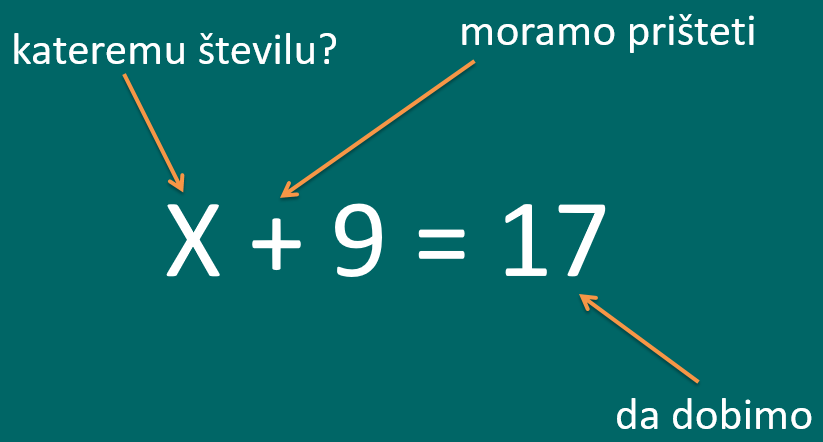 kateremu številu?
moramo prišteti
X + 9 = 17
da dobimo